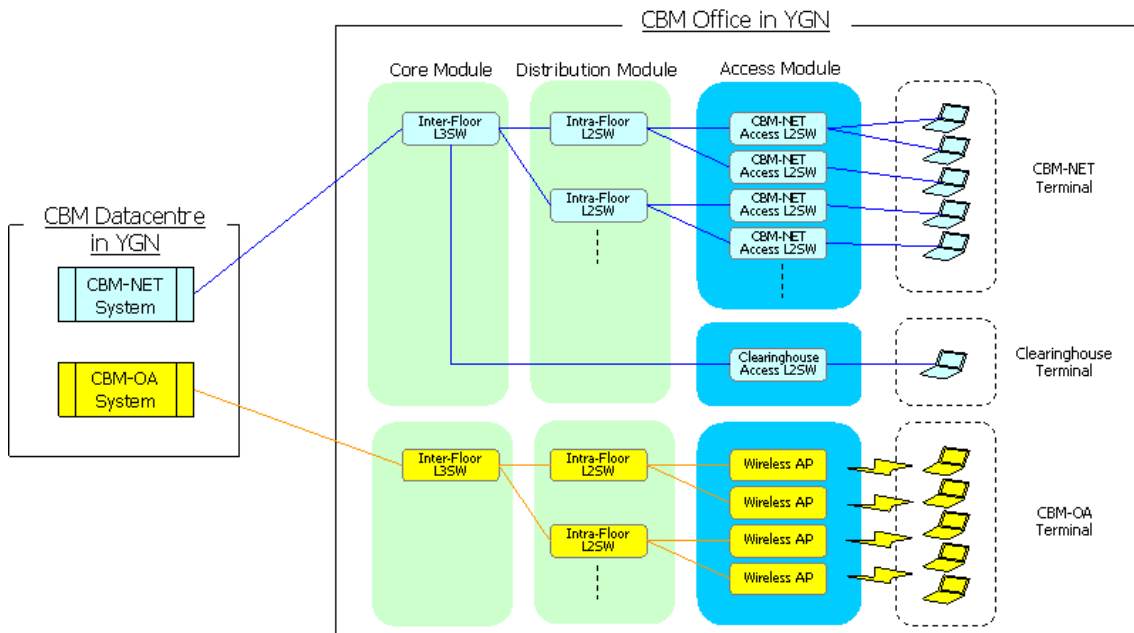 CBM Office in YGN
Core Module
Distribution Module
Access Module
Inter-Floor
L3SW
Intra-Floor
L2SW
CBM-NET
Access L2SW
CBM-NET
Access L2SW
Intra-Floor
L2SW
CBM-NET
Access L2SW
CBM-NET
Access L2SW
CBM-NET
Terminal
CBM Datacentre
in YGN
CBM-NET
System
CBM-OA
System
Clearinghouse
Access L2SW
Clearinghouse
Terminal
Inter-Floor
L3SW
Intra-Floor
L2SW
Wireless AP
Wireless AP
Intra-Floor
L2SW
Wireless AP
Wireless AP
CBM-OA
Terminal